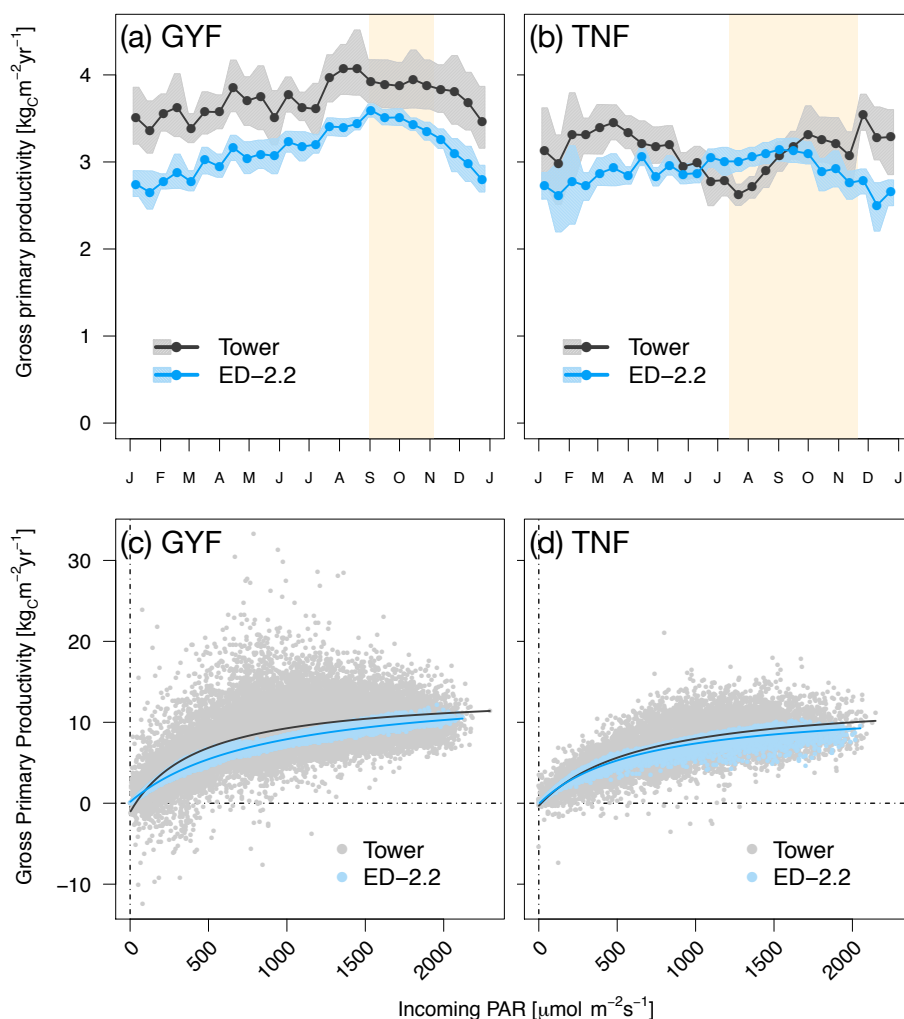 (a) GYF
(b) TNF
Gross primary productivity [kg_C m⁻² yr⁻¹]
4
3
2
1
0
Tower
ED−2.2
Tower
ED−2.2
J F M A M J J A S O N D J
J F M A M J J A S O N D J
(c) GYF
(d) TNF
Gross Primary Productivity [kg_C m⁻² yr⁻¹]
30
20
10
0
−10
Tower
ED−2.2
Tower
ED−2.2
0 500 1000 1500 2000
0 500 1000 1500 2000
Incoming PAR [μmol m⁻² s⁻¹]